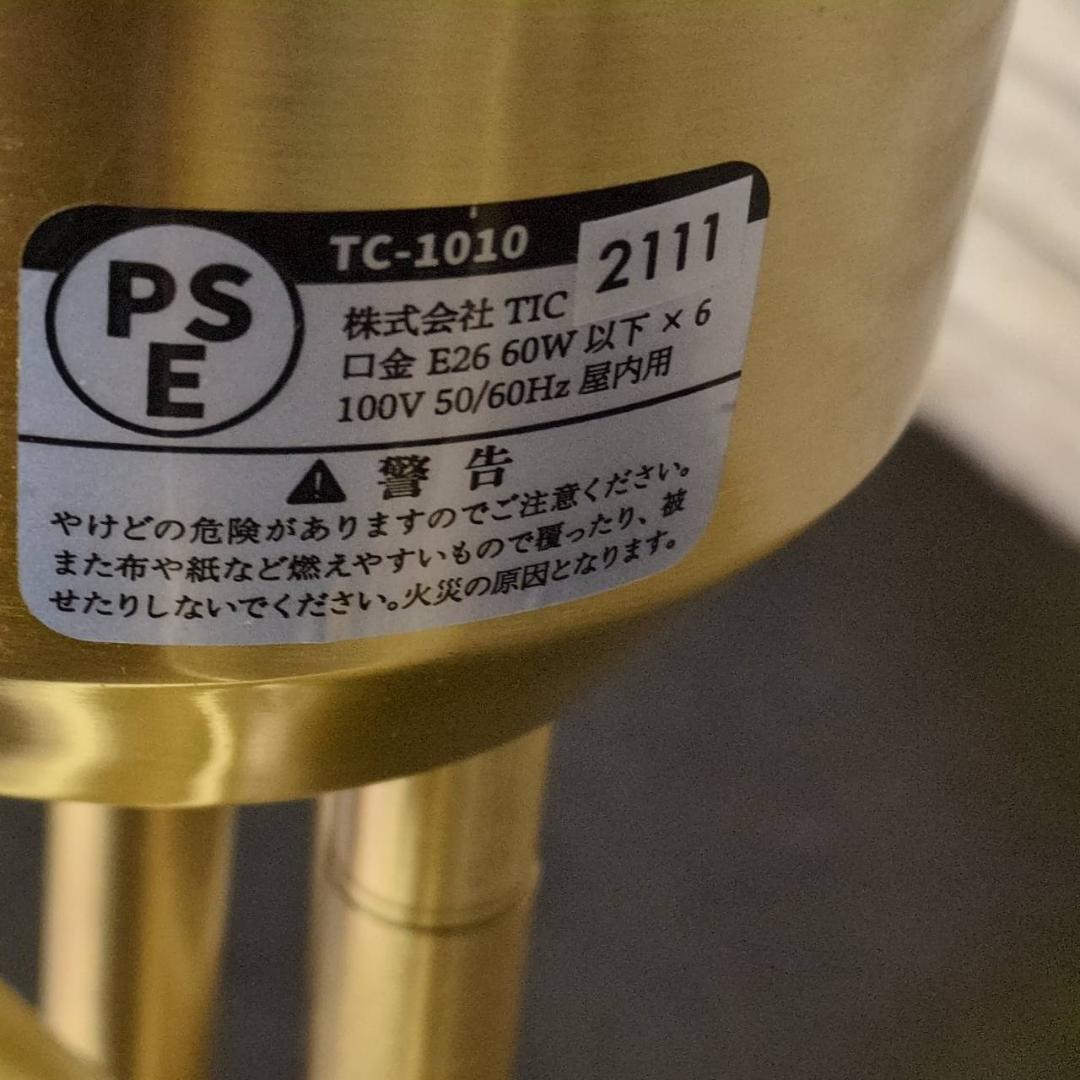 PS
E
TC-1010
2111
株式会社 TIC
口金 E26 60W 以下 × 6
100V 50/60Hz 屋内用
警 告
やけどの危険がありますのでご注意ください。
また布や紙など燃えやすいもので覆ったり、被
せたりしないでください。火災の原因となります。